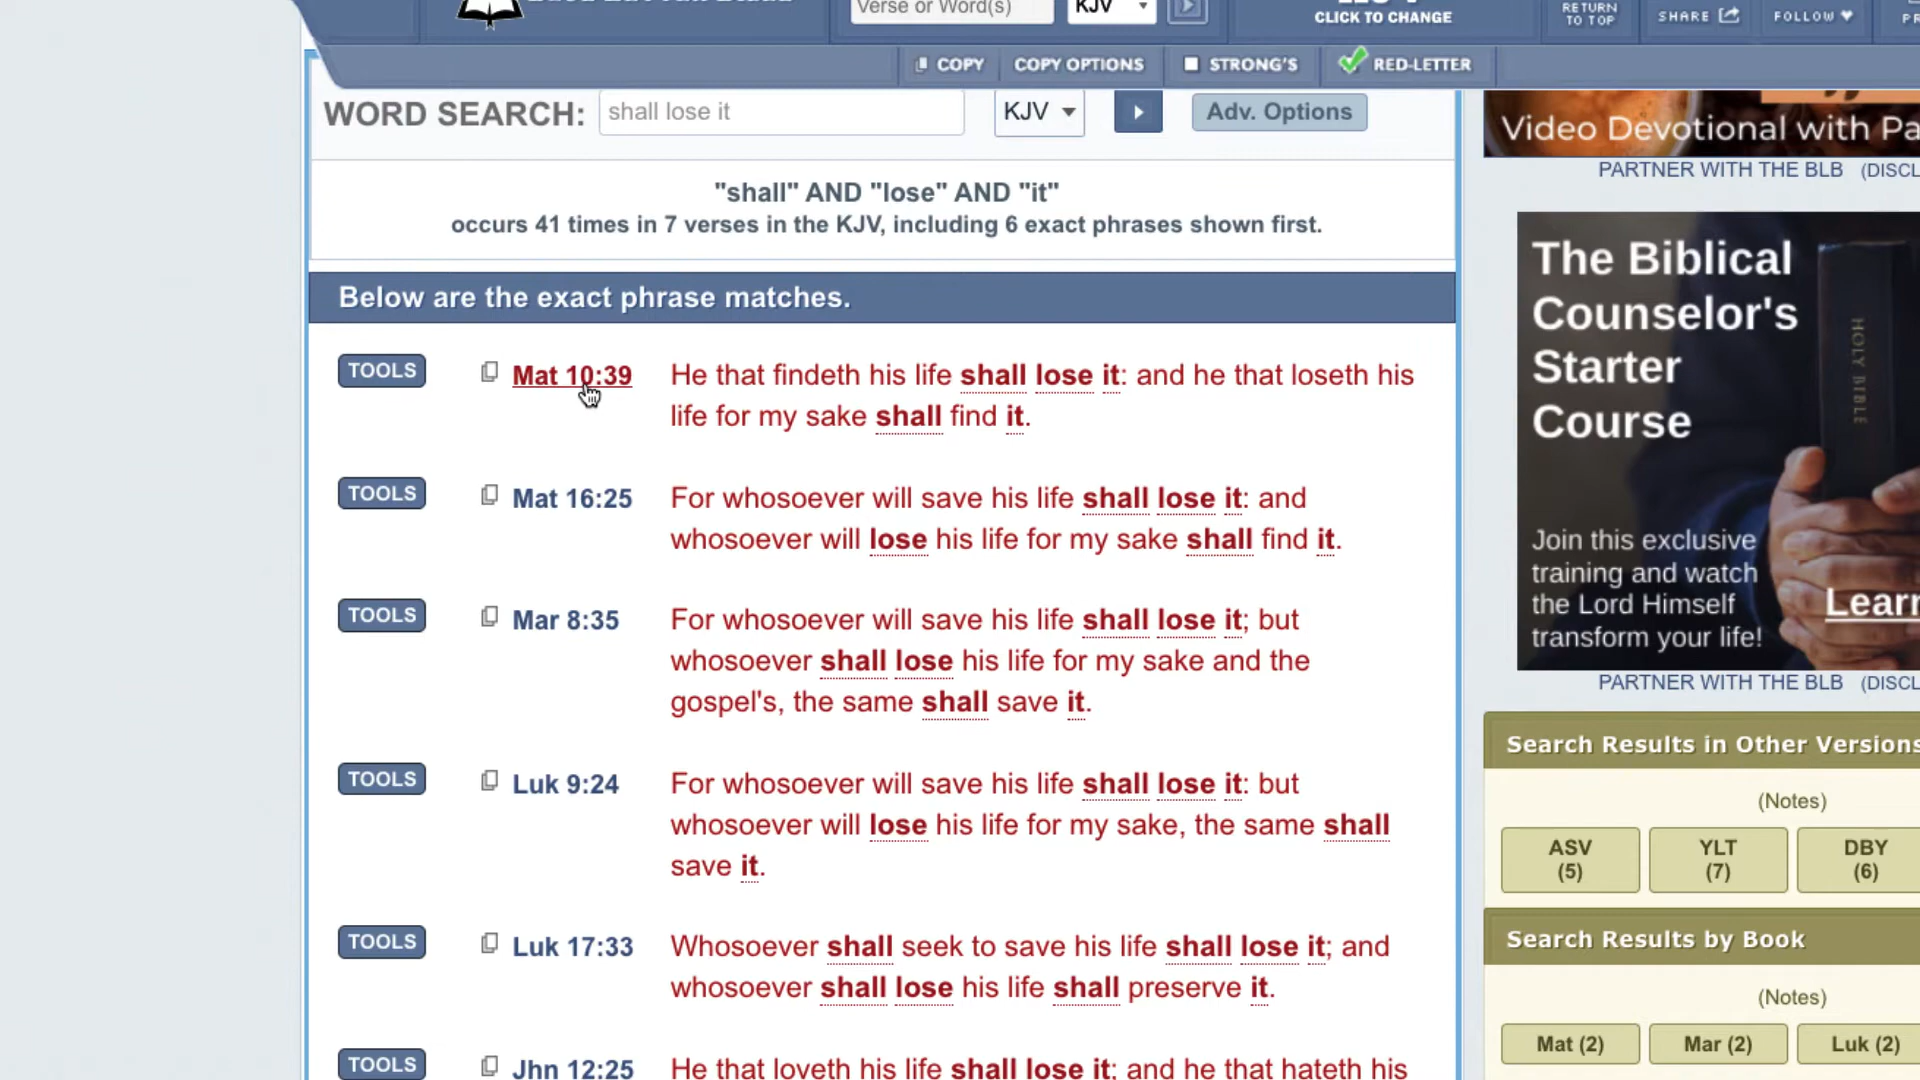 Verse or Word(s)
KJV
CLICK TO CHANGE
RETURN
TO TOP
SHARE
FOLLOW
COPY
COPY OPTIONS
STRONG'S
RED-LETTER
WORD SEARCH:
shall lose it
KJV
Adv. Options
"shall" AND "lose" AND "it"
occurs 41 times in 7 verses in the KJV, including 6 exact phrases shown first.
Below are the exact phrase matches.
TOOLS
Mat 10:39
He that findeth his life shall lose it: and he that loseth his
life for my sake shall find it.
TOOLS
Mat 16:25
For whosoever will save his life shall lose it: and
whosoever will lose his life for my sake shall find it.
TOOLS
Mar 8:35
For whosoever will save his life shall lose it; but
whosoever shall lose his life for my sake and the
gospel's, the same shall save it.
TOOLS
Luk 9:24
For whosoever will save his life shall lose it: but
whosoever will lose his life for my sake, the same shall
save it.
TOOLS
Luk 17:33
Whosoever shall seek to save his life shall lose it; and
whosoever shall lose his life shall preserve it.
TOOLS
Jhn 12:25
He that loveth his life shall lose it; and he that hateth his
Video Devotional with Pa
PARTNER WITH THE BLB (DISCL
The Biblical
Counselor's
Starter
Course
HOLY BIBLE
Join this exclusive
training and watch
the Lord Himself
transform your life!
Learn
PARTNER WITH THE BLB (DISCL
Search Results in Other Versions
(Notes)
ASV
(5)
YLT
(7)
DBY
(6)
Search Results by Book
(Notes)
Mat (2)
Mar (2)
Luk (2)